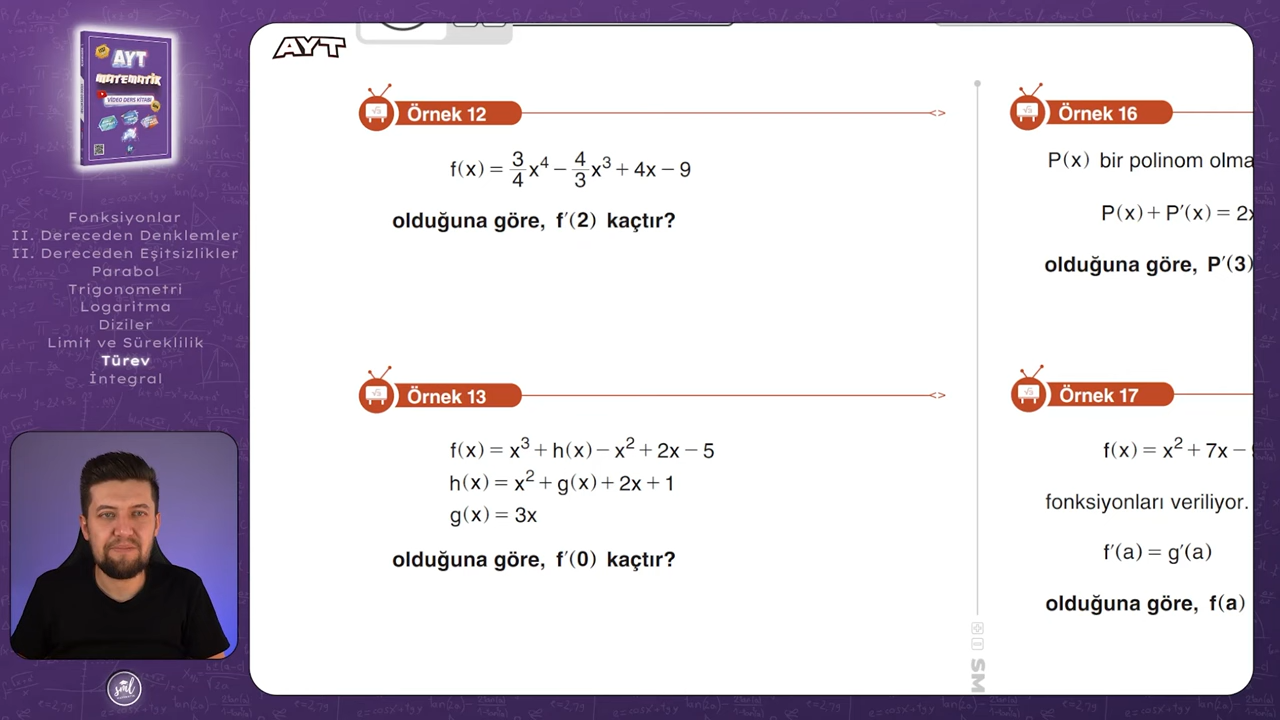 AYT
MATEMATİK
VİDEO DERS KİTABI
Fonksiyonlar
II. Dereceden Denklemler
II. Dereceden Eşitsizlikler
Parabol
Trigonometri
Logaritma
Diziler
Limit ve Süreklilik
Türev
İntegral
sml
AYT
Örnek 12
f(x) = 3/4 x⁴ − 4/3 x³ + 4x − 9
olduğuna göre, f′(2) kaçtır?
Örnek 13
f(x) = x³ + h(x) − x² + 2x − 5
h(x) = x² + g(x) + 2x + 1
g(x) = 3x
olduğuna göre, f′(0) kaçtır?
SM
Örnek 16
P(x) bir polinom olma
P(x) + P′(x) = 2x
olduğuna göre, P′(3)
Örnek 17
f(x) = x² + 7x −
fonksiyonları veriliyor.
f′(a) = g′(a)
olduğuna göre, f(a)